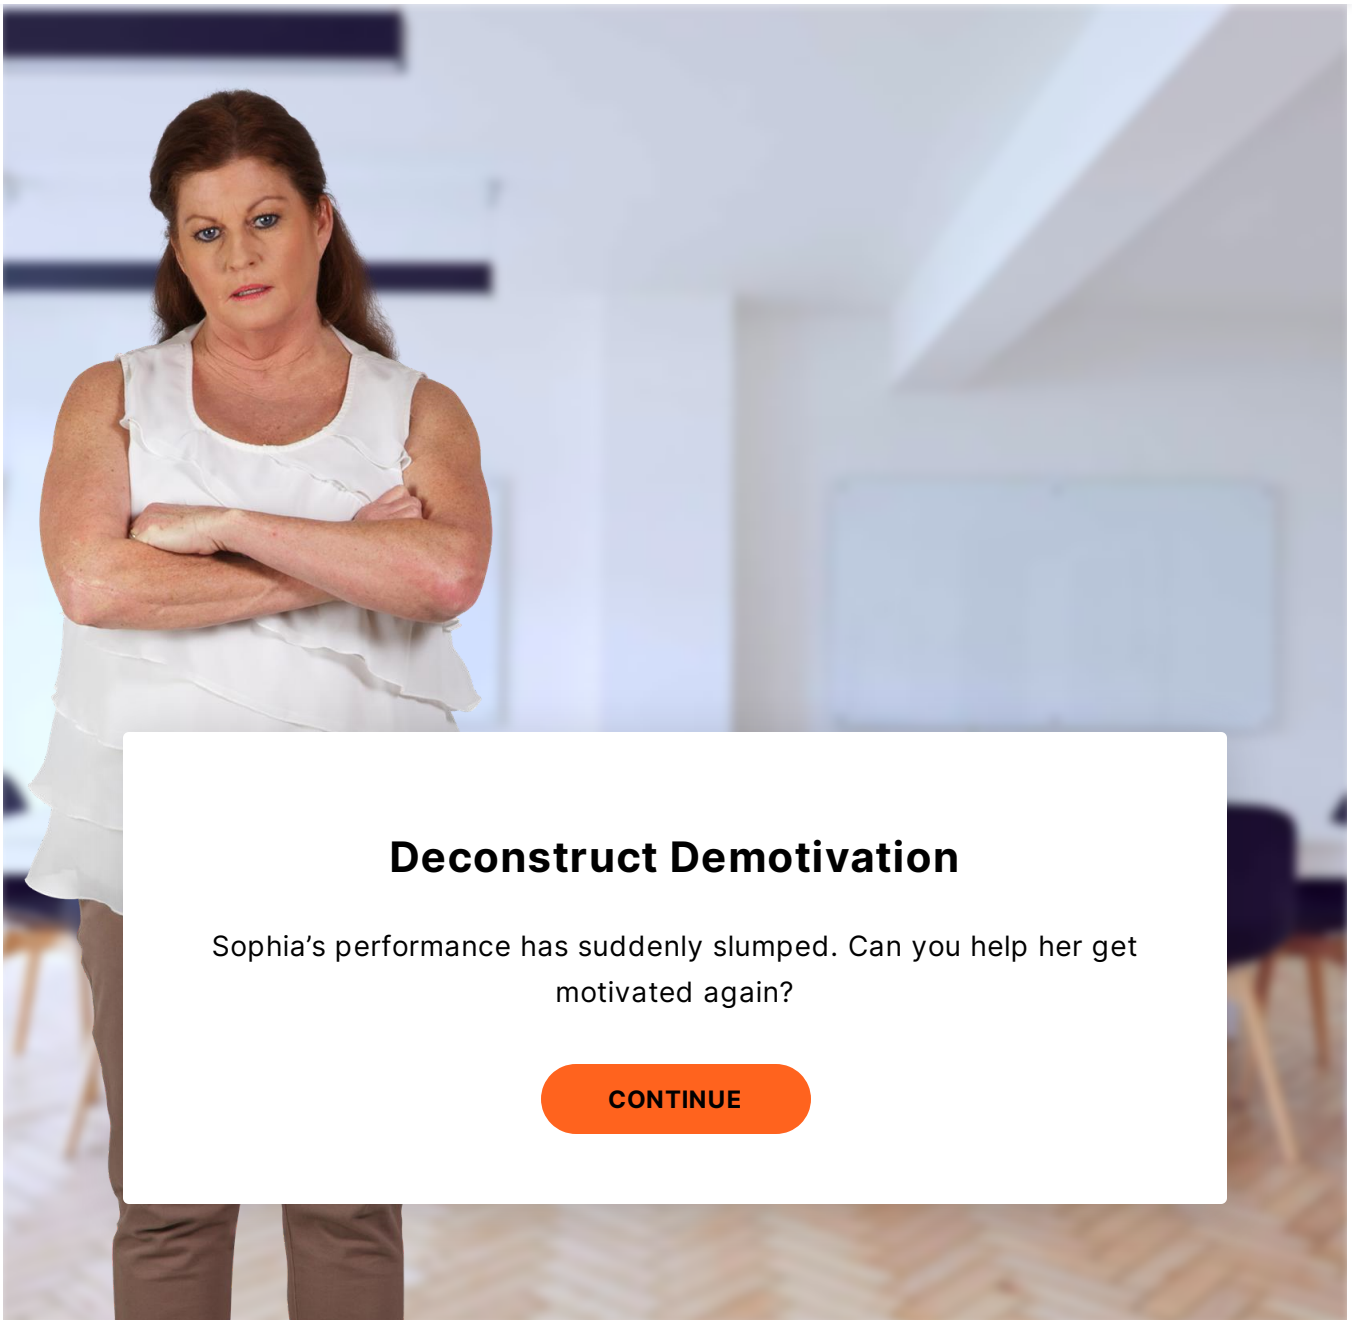 Deconstruct Demotivation
Sophia’s performance has suddenly slumped. Can you help her get
motivated again?
CONTINUE